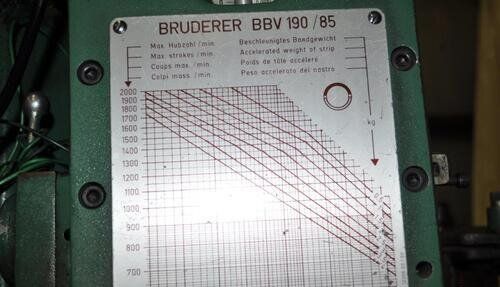 BRUDERER BBV 190/85
Max. Hubzahl/min.
Max. strokes/min.
Coups max. /min.
Colpi mass. /min.
Beschleunigtes Bandgewicht
Accelerated weight of strip
Poids de tôle accéléré
Peso accelerato del nastro
kg
2000
1900
1800
1700
1600
1500
1400
1300
1200
1100
1000
900
800
700